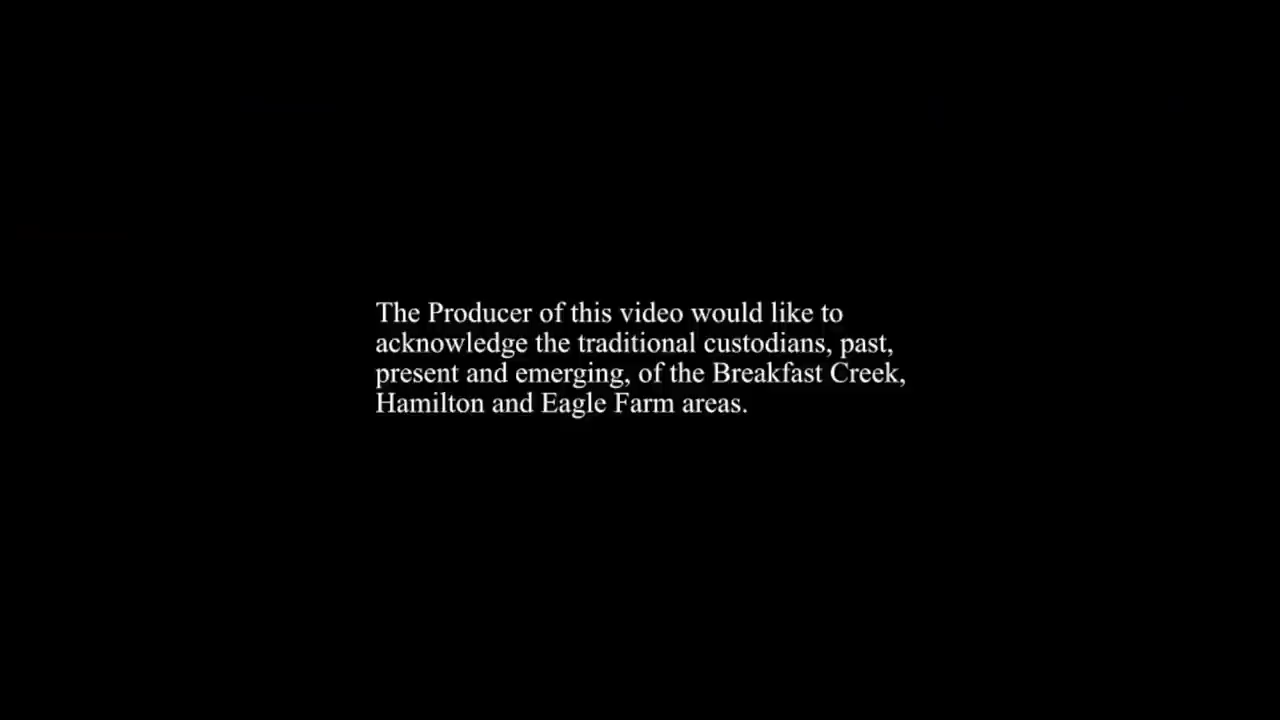 The Producer of this video would like to
acknowledge the traditional custodians, past,
present and emerging, of the Breakfast Creek,
Hamilton and Eagle Farm areas.